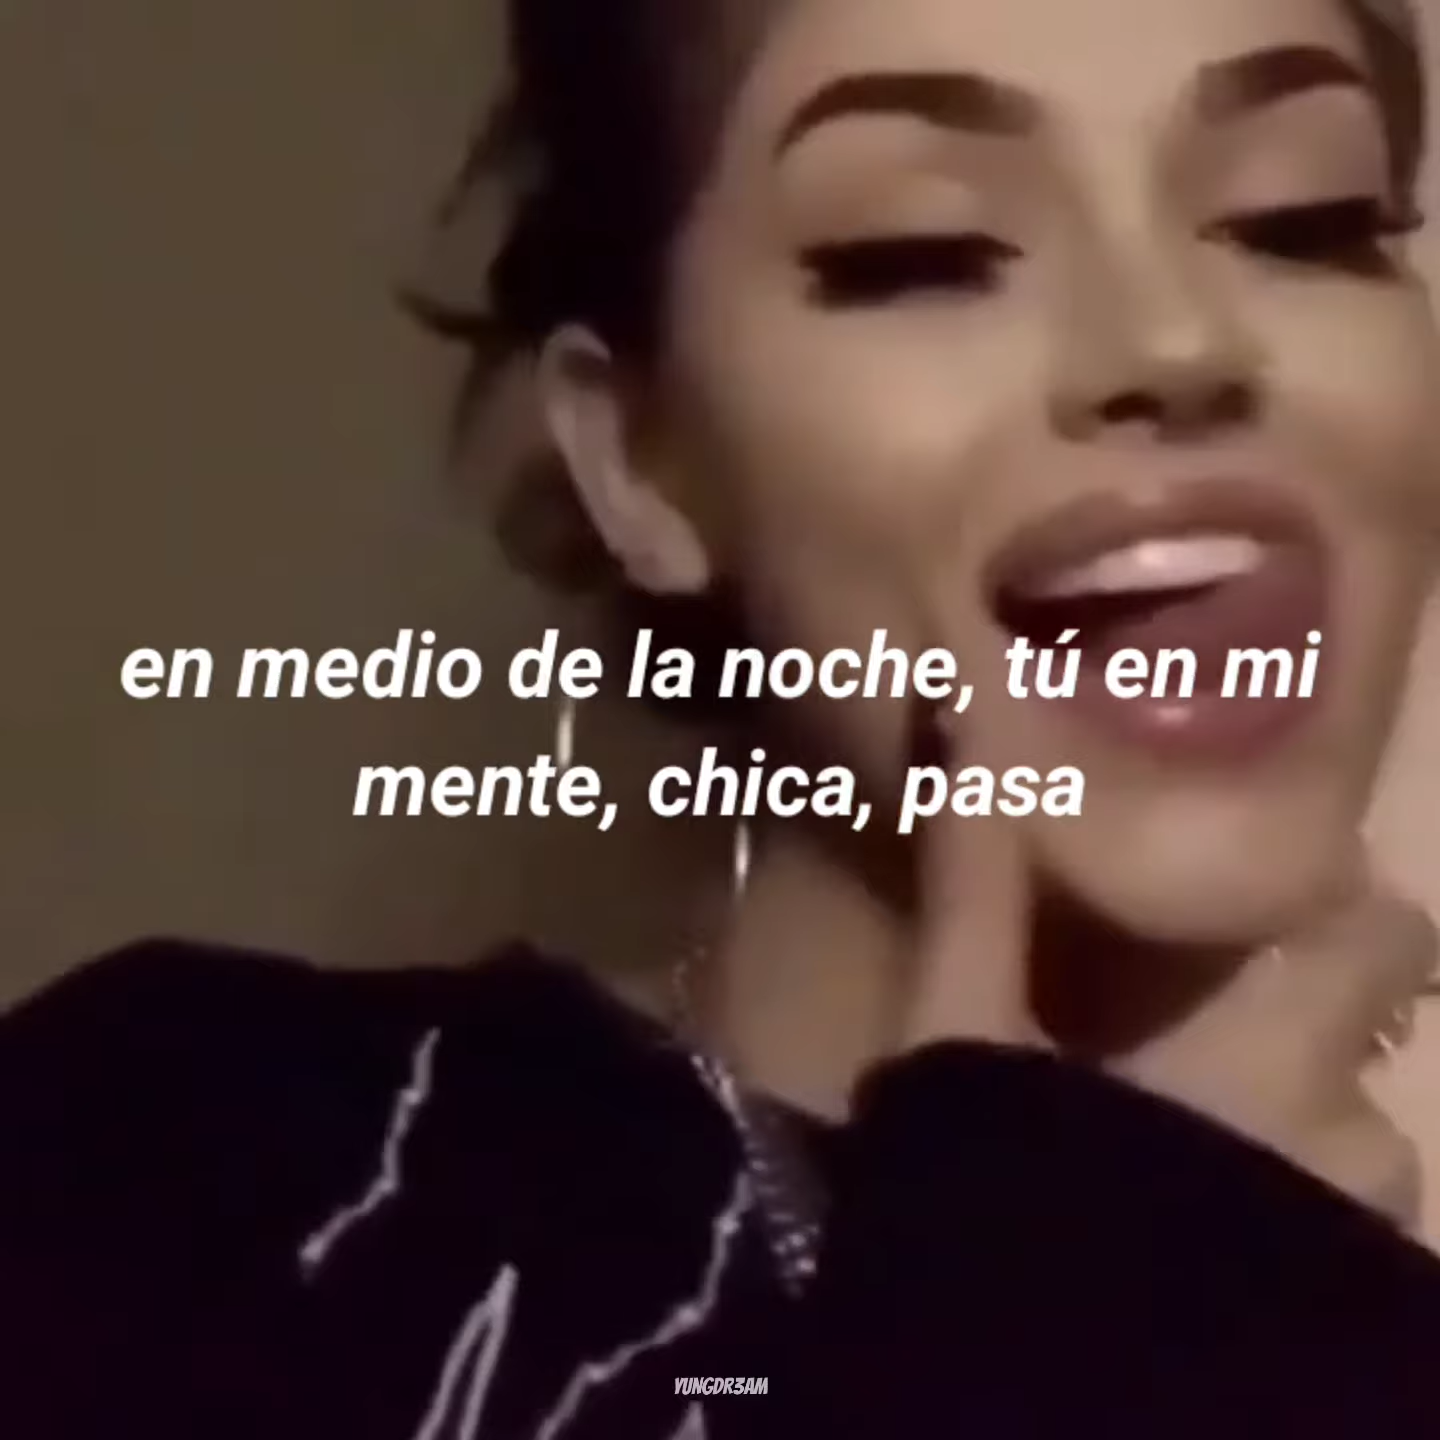 en medio de la noche, tú en mi
mente, chica, pasa
YUNGDR3AM